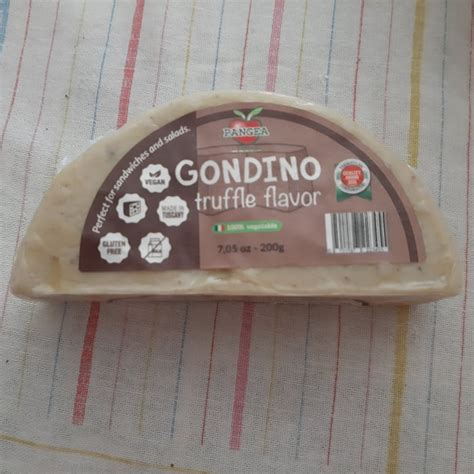 PANGEA
Perfect for sandwiches and salads.
GONDINO
truffle flavor
VEGAN
MADE IN
TUSCANY
GLUTEN
FREE
100% vegetable
7,05 oz - 200g